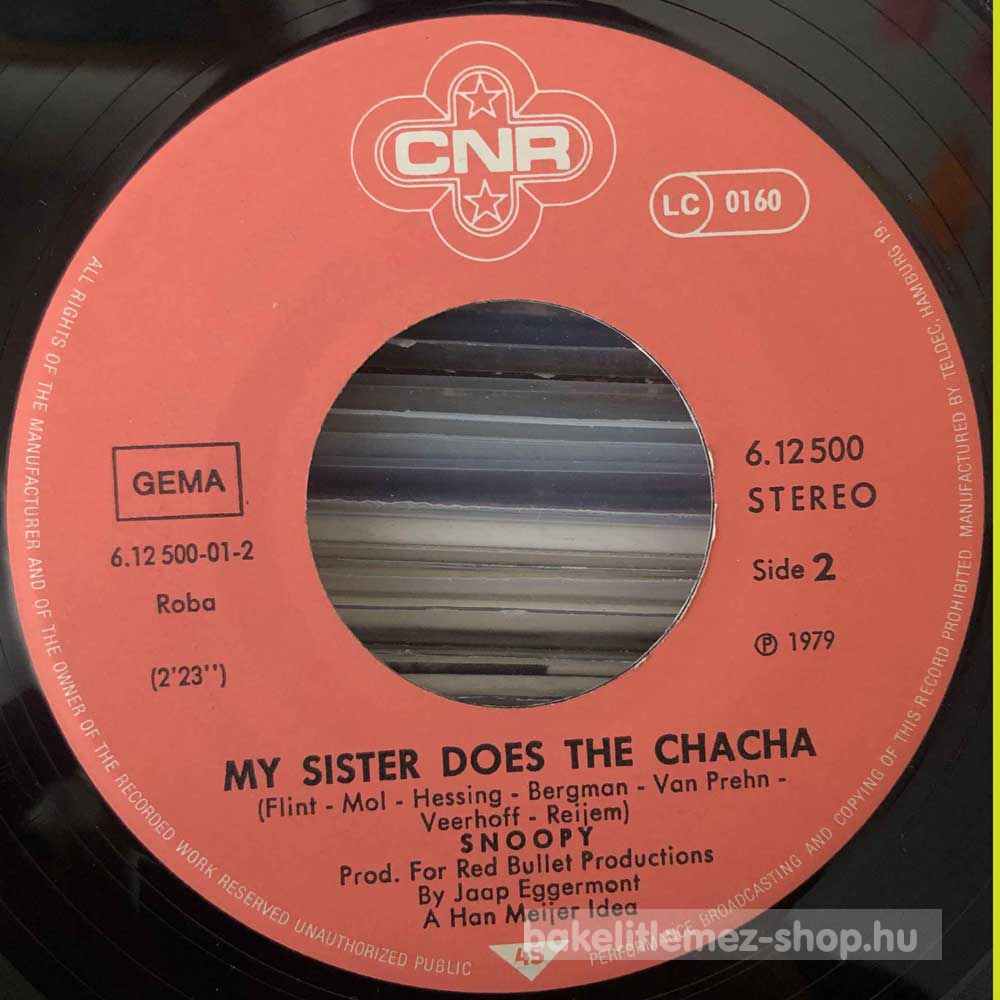 CNR
LC 0160
GEMA
6.12 500-01-2
Roba
(2'23'')
6.12 500
STEREO
Side 2
℗ 1979
MY SISTER DOES THE CHACHA
(Flint - Mol - Hessing - Bergman - Van Prehn -
Veerhoff - Reijem)
SNOOPY
Prod. For Red Bullet Productions
By Jaap Eggermont
A Han Meijer Idea
45
ALL RIGHTS OF THE MANUFACTURER AND OF THE OWNER OF THE RECORDED WORK RESERVED UNAUTHORIZED PUBLIC PERFORMANCE BROADCASTING AND COPYING OF THIS RECORD PROHIBITED MANUFACTURED BY TELDEC, HAMBURG 19
bakelitlemez-shop.hu